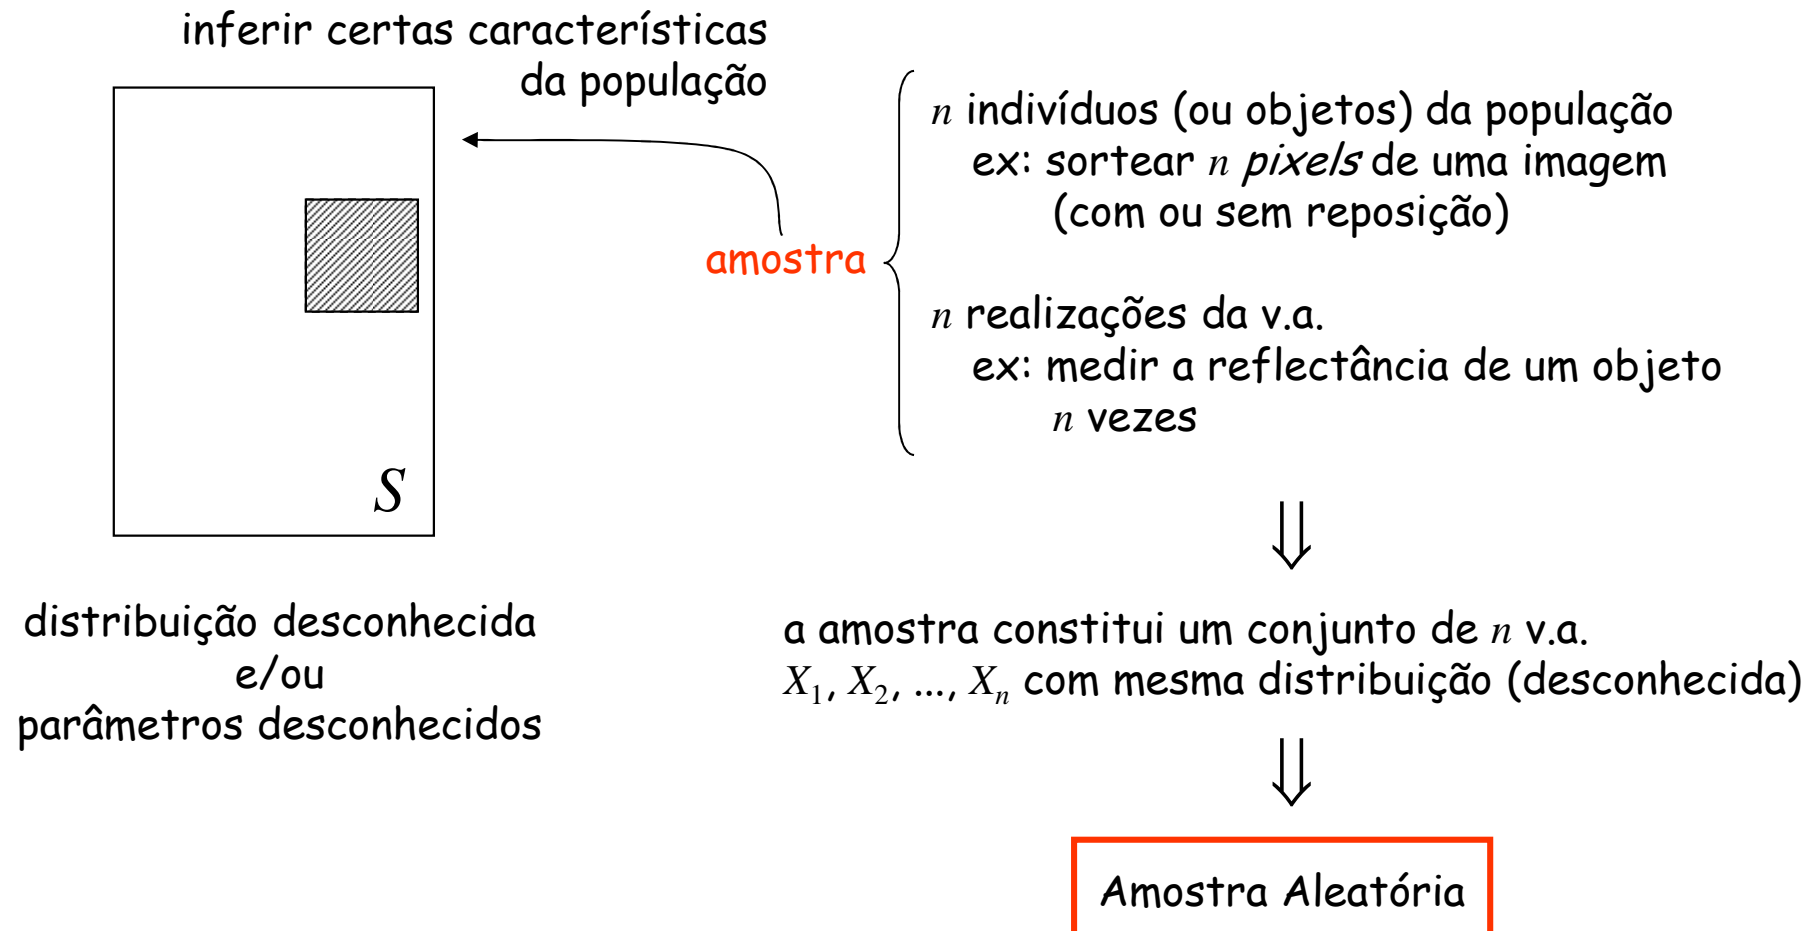 inferir certas características
da população
S
distribuição desconhecida
e/ou
parâmetros desconhecidos
amostra
n indivíduos (ou objetos) da população
ex: sortear n pixels de uma imagem
(com ou sem reposição)
n realizações da v.a.
ex: medir a reflectância de um objeto
n vezes
⇓
a amostra constitui um conjunto de n v.a.
X₁, X₂, ..., Xₙ com mesma distribuição (desconhecida)
⇓
Amostra Aleatória